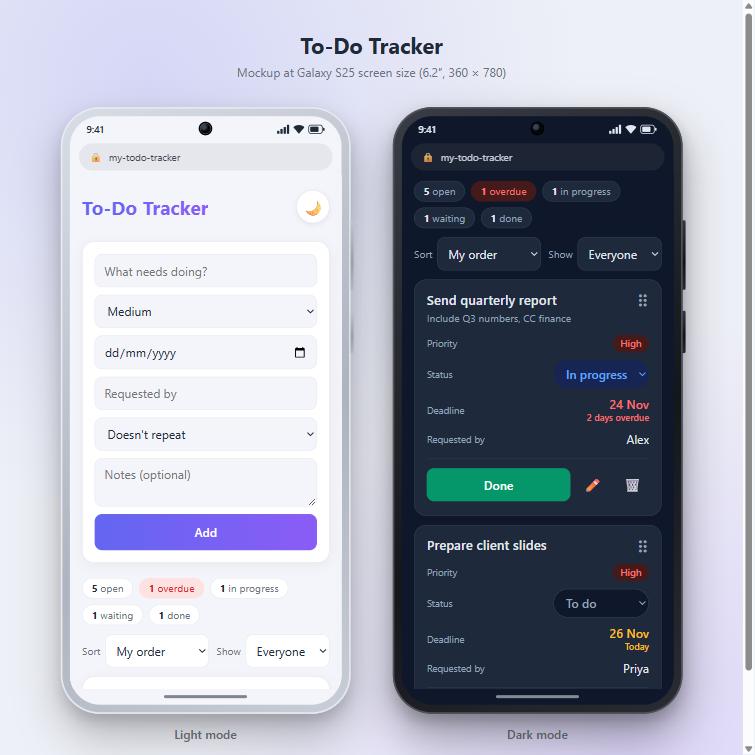 To-Do Tracker
Mockup at Galaxy S25 screen size (6.2", 360 × 780)
9:41
my-todo-tracker
To-Do Tracker
What needs doing?
Medium
dd/mm/yyyy
Requested by
Doesn't repeat
Notes (optional)
Add
5 open 1 overdue 1 in progress
1 waiting 1 done
Sort My order Show Everyone
Light mode
9:41
my-todo-tracker
5 open 1 overdue 1 in progress
1 waiting 1 done
Sort My order Show Everyone
Send quarterly report
Include Q3 numbers, CC finance
Priority High
Status In progress
Deadline 24 Nov
2 days overdue
Requested by Alex
Done
Prepare client slides
Priority High
Status To do
Deadline 26 Nov
Today
Requested by Priya
Dark mode